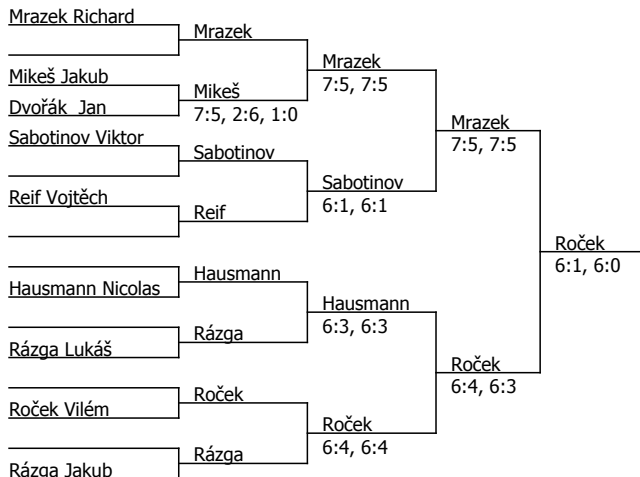 Mrazek Richard
Mrazek
Mrazek
7:5, 7:5
Mikeš Jakub
Mikeš
7:5, 2:6, 1:0
Dvořák  Jan
Mrazek
7:5, 7:5
Sabotinov Viktor
Sabotinov
Sabotinov
6:1, 6:1
Reif Vojtěch
Reif
Roček
6:1, 6:0
Hausmann
Hausmann Nicolas
Hausmann
6:3, 6:3
Rázga
Rázga Lukáš
Roček
6:4, 6:3
Roček
Roček Vilém
Roček
6:4, 6:4
Rázga
Rázga Jakub